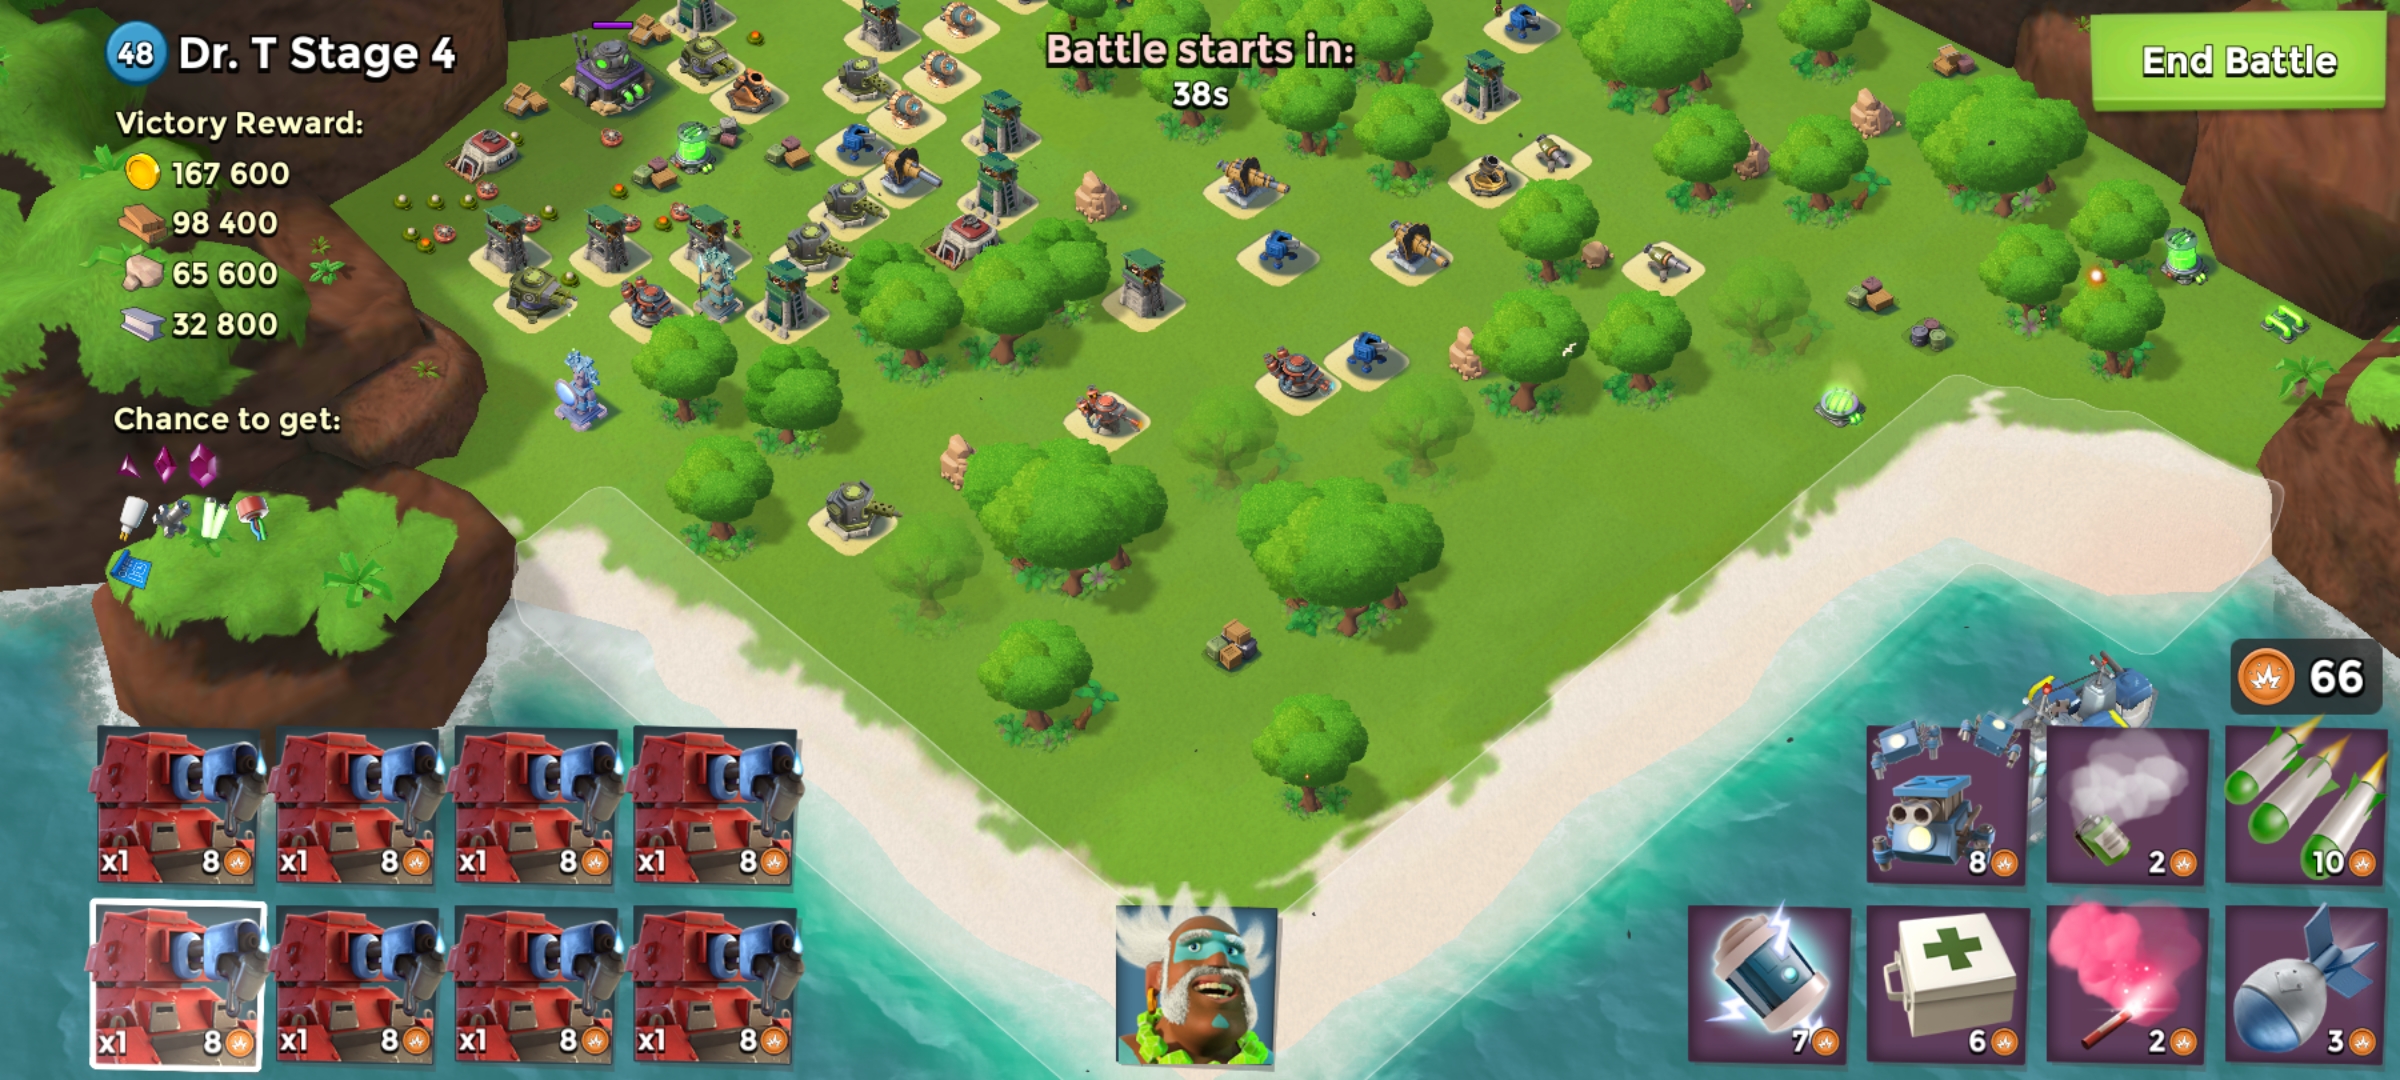 48 Dr. T Stage 4
Battle starts in:
38s
End Battle
Victory Reward:
167 600
98 400
65 600
32 800
Chance to get:
66
x1 8
x1 8
x1 8
x1 8
8
2
10
x1 8
x1 8
x1 8
x1 8
7
6
2
3